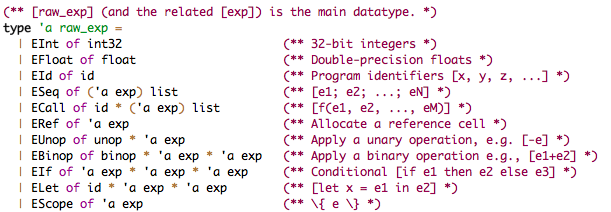 (** [raw_exp] (and the related [exp]) is the main datatype. *)
type 'a raw_exp =
| EInt of int32 (** 32-bit integers *)
| EFloat of float (** Double-precision floats *)
| EId of id (** Program identifiers [x, y, z, ...] *)
| ESeq of ('a exp) list (** [e1; e2; ...; eN] *)
| ECall of id * ('a exp) list (** [f(e1, e2, ..., eM)] *)
| ERef of 'a exp (** Allocate a reference cell *)
| EUnop of unop * 'a exp (** Apply a unary operation, e.g. [-e] *)
| EBinop of binop * 'a exp * 'a exp (** Apply a binary operation e.g., [e1+e2] *)
| EIf of 'a exp * 'a exp * 'a exp (** Conditional [if e1 then e2 else e3] *)
| ELet of id * 'a exp * 'a exp (** [let x = e1 in e2] *)
| EScope of 'a exp (** \{ e \} *)